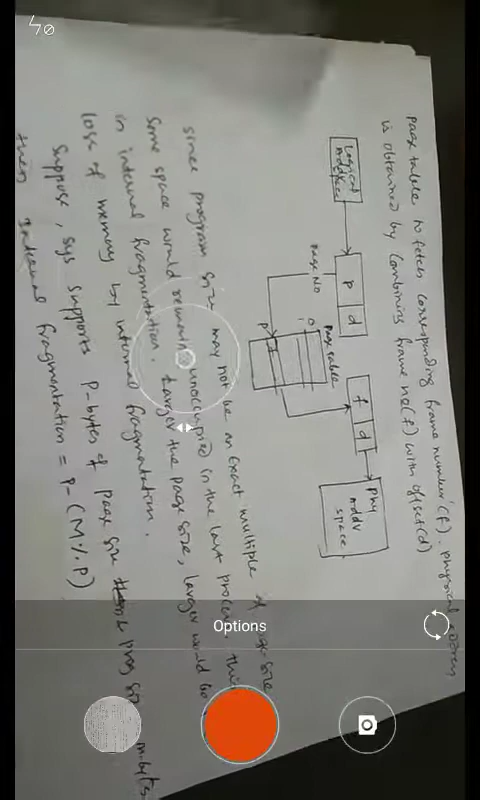 page table to fetch corresponding frame number (f). physical address
is obtained by Combining frame no(f) with offset(d)
Logical
Address
p d
f d
Phy
Addr
space
Page No
Page table
0
P
f
since program size may not be an exact multiple of page size
some space would remain unoccupied in the last process. this
in internal fragmentation. Larger the page size, larger would be
loss of memory by internal fragmentation.
Suppose, sys supports P-bytes of page size prog size m-bytes
then internal fragmentation = P-(M%P)
Options